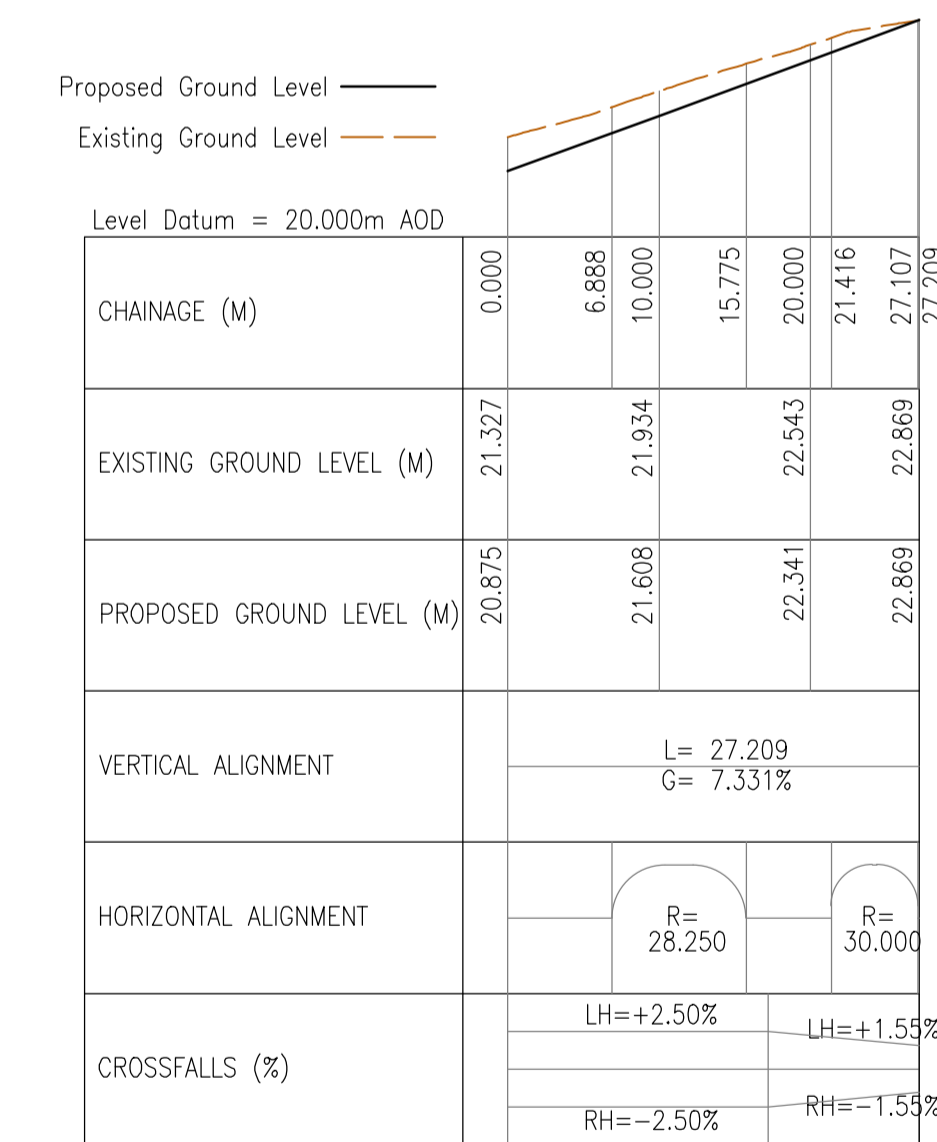 Proposed Ground Level
Existing Ground Level
Level Datum = 20.000m AOD
CHAINAGE (M)
0.000
6.888
10.000
15.775
20.000
21.416
27.107
27.209
EXISTING GROUND LEVEL (M)
21.327
21.934
22.543
22.869
PROPOSED GROUND LEVEL (M)
20.875
21.608
22.341
22.869
VERTICAL ALIGNMENT
L= 27.209
G= 7.331%
HORIZONTAL ALIGNMENT
R=
28.250
R=
30.000
CROSSFALLS (%)
LH=+2.50%
LH=+1.55%
RH=-2.50%
RH=-1.55%